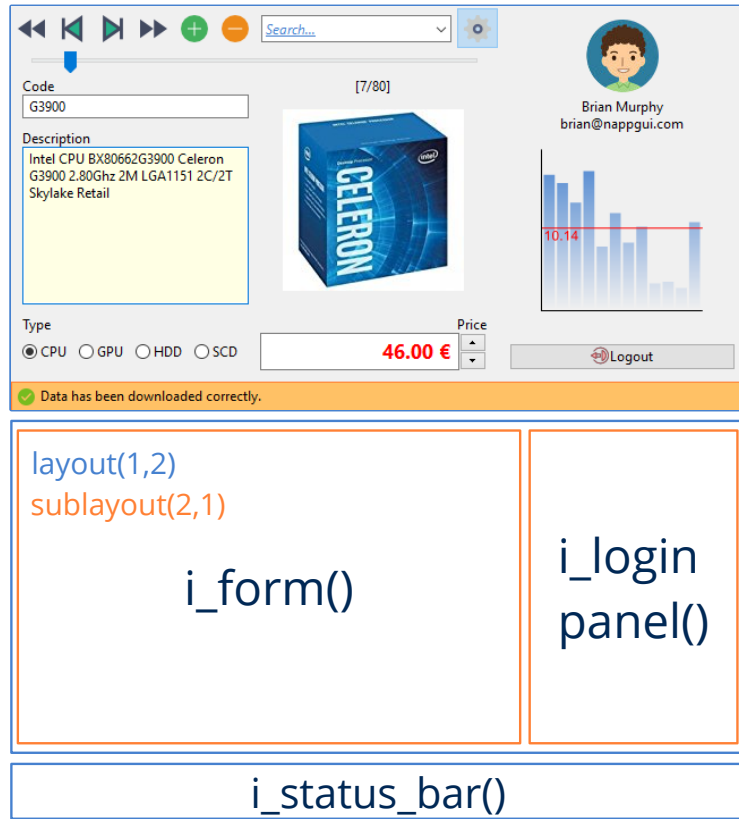 Search...
Code
[7/80]
G3900
Brian Murphy
brian@nappgui.com
Description
Intel CPU BX80662G3900 Celeron
G3900 2.80Ghz 2M LGA1151 2C/2T
Skylake Retail
intel
CELERON
10.14
Type
Price
CPU GPU HDD SCD
46.00 €
Logout
Data has been downloaded correctly.
layout(1,2)
sublayout(2,1)
i_form()
i_login
panel()
i_status_bar()